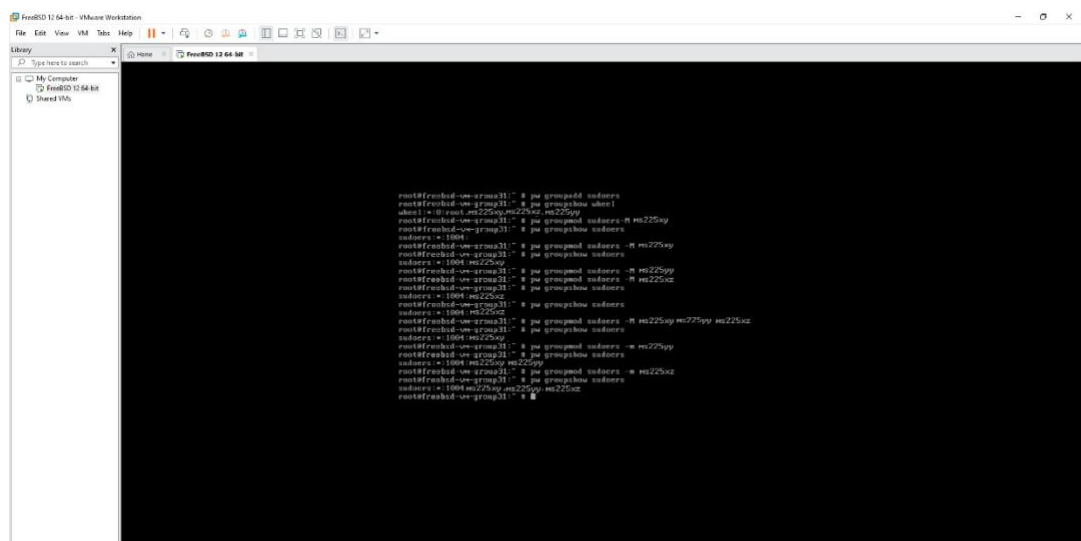 FreeBSD 12 64-bit - VMware Workstation
File Edit View VM Tabs Help
Library
Type here to search
My Computer
FreeBSD 12 64-bit
Shared VMs
Home
FreeBSD 12 64-bit
root@freebsd-vm-group31:~ # pw groupadd sudoers
root@freebsd-vm-group31:~ # pw groupshow wheel
wheel:*:0:root,ms225xy,ms225xz,ms225yy
root@freebsd-vm-group31:~ # pw groupmod sudoers-M ms225xy
root@freebsd-vm-group31:~ # pw groupshow sudoers
sudoers:*:1004:
root@freebsd-vm-group31:~ # pw groupmod sudoers -M ms225xy
root@freebsd-vm-group31:~ # pw groupshow sudoers
sudoers:*:1004:ms225xy
root@freebsd-vm-group31:~ # pw groupmod sudoers -M ms225yy
root@freebsd-vm-group31:~ # pw groupmod sudoers -M ms225xz
root@freebsd-vm-group31:~ # pw groupshow sudoers
sudoers:*:1004:ms225xz
root@freebsd-vm-group31:~ # pw groupshow sudoers
sudoers:*:1004:ms225xz
root@freebsd-vm-group31:~ # pw groupmod sudoers -M ms225xy ms225yy ms225xz
root@freebsd-vm-group31:~ # pw groupshow sudoers
sudoers:*:1004:ms225xy
root@freebsd-vm-group31:~ # pw groupmod sudoers -m ms225yy
root@freebsd-vm-group31:~ # pw groupshow sudoers
sudoers:*:1004:ms225xy ms225yy
root@freebsd-vm-group31:~ # pw groupmod sudoers -m ms225xz
root@freebsd-vm-group31:~ # pw groupshow sudoers
sudoers:*:1004 ms225xy,ms225yy,ms225xz
root@freebsd-vm-group31:~ #